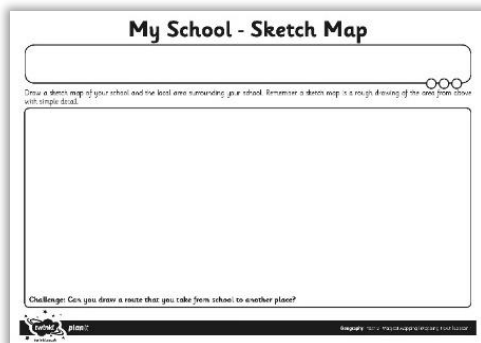 My School - Sketch Map
Draw a sketch map of your school and the local area surrounding your school. Remember a sketch map is a rough drawing of the area from above
with simple detail.
Challenge: Can you draw a route that you take from school to another place?
twinkl planit
Geography